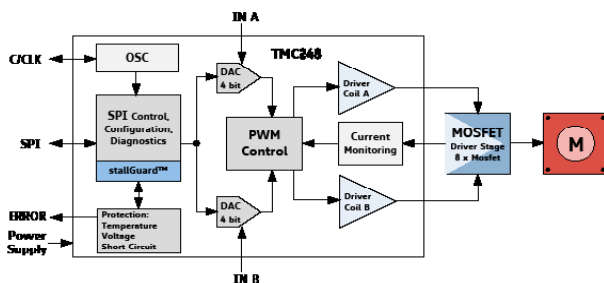 IN A
TMC248
C/CLK
OSC
DAC
4 bit
Driver
Coil A
SPI Control,
Configuration,
Diagnostics
SPI
PWM
Control
Current
Monitoring
MOSFET
Driver Stage
8 x Mosfet
M
stallGuard™
DAC
4 bit
Driver
Coil B
ERROR
Protection:
Temperature
Voltage
Short Circuit
Power
Supply
IN B